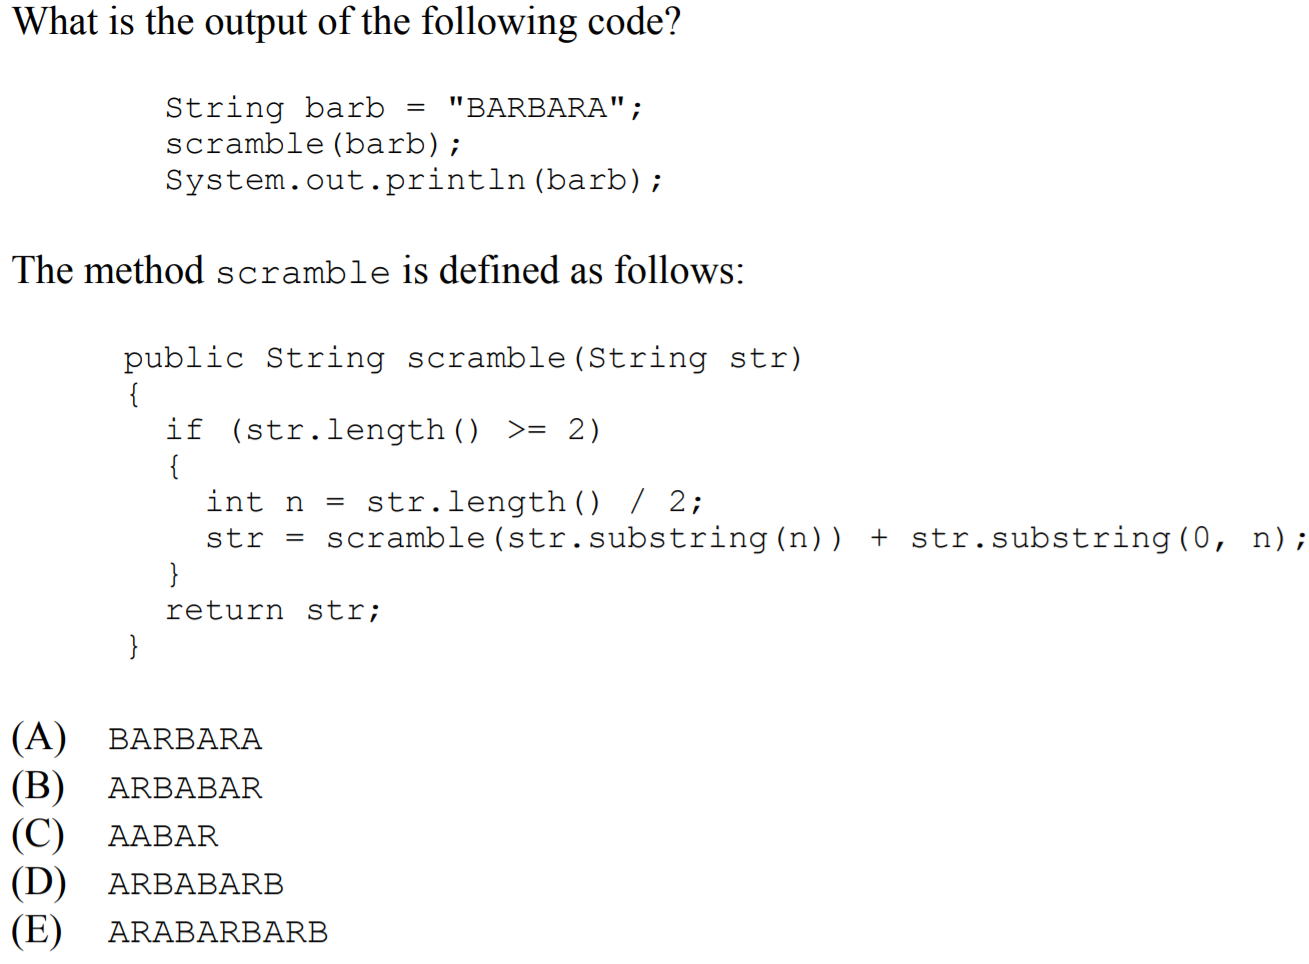 What is the output of the following code?
String barb = "BARBARA";
scramble(barb);
System.out.println(barb);
The method scramble is defined as follows:
public String scramble(String str)
{
if (str.length() >= 2)
{
int n = str.length() / 2;
str = scramble(str.substring(n)) + str.substring(0, n);
}
return str;
}
(A) BARBARA
(B) ARBABAR
(C) AABAR
(D) ARBABARB
(E) ARABARBARB